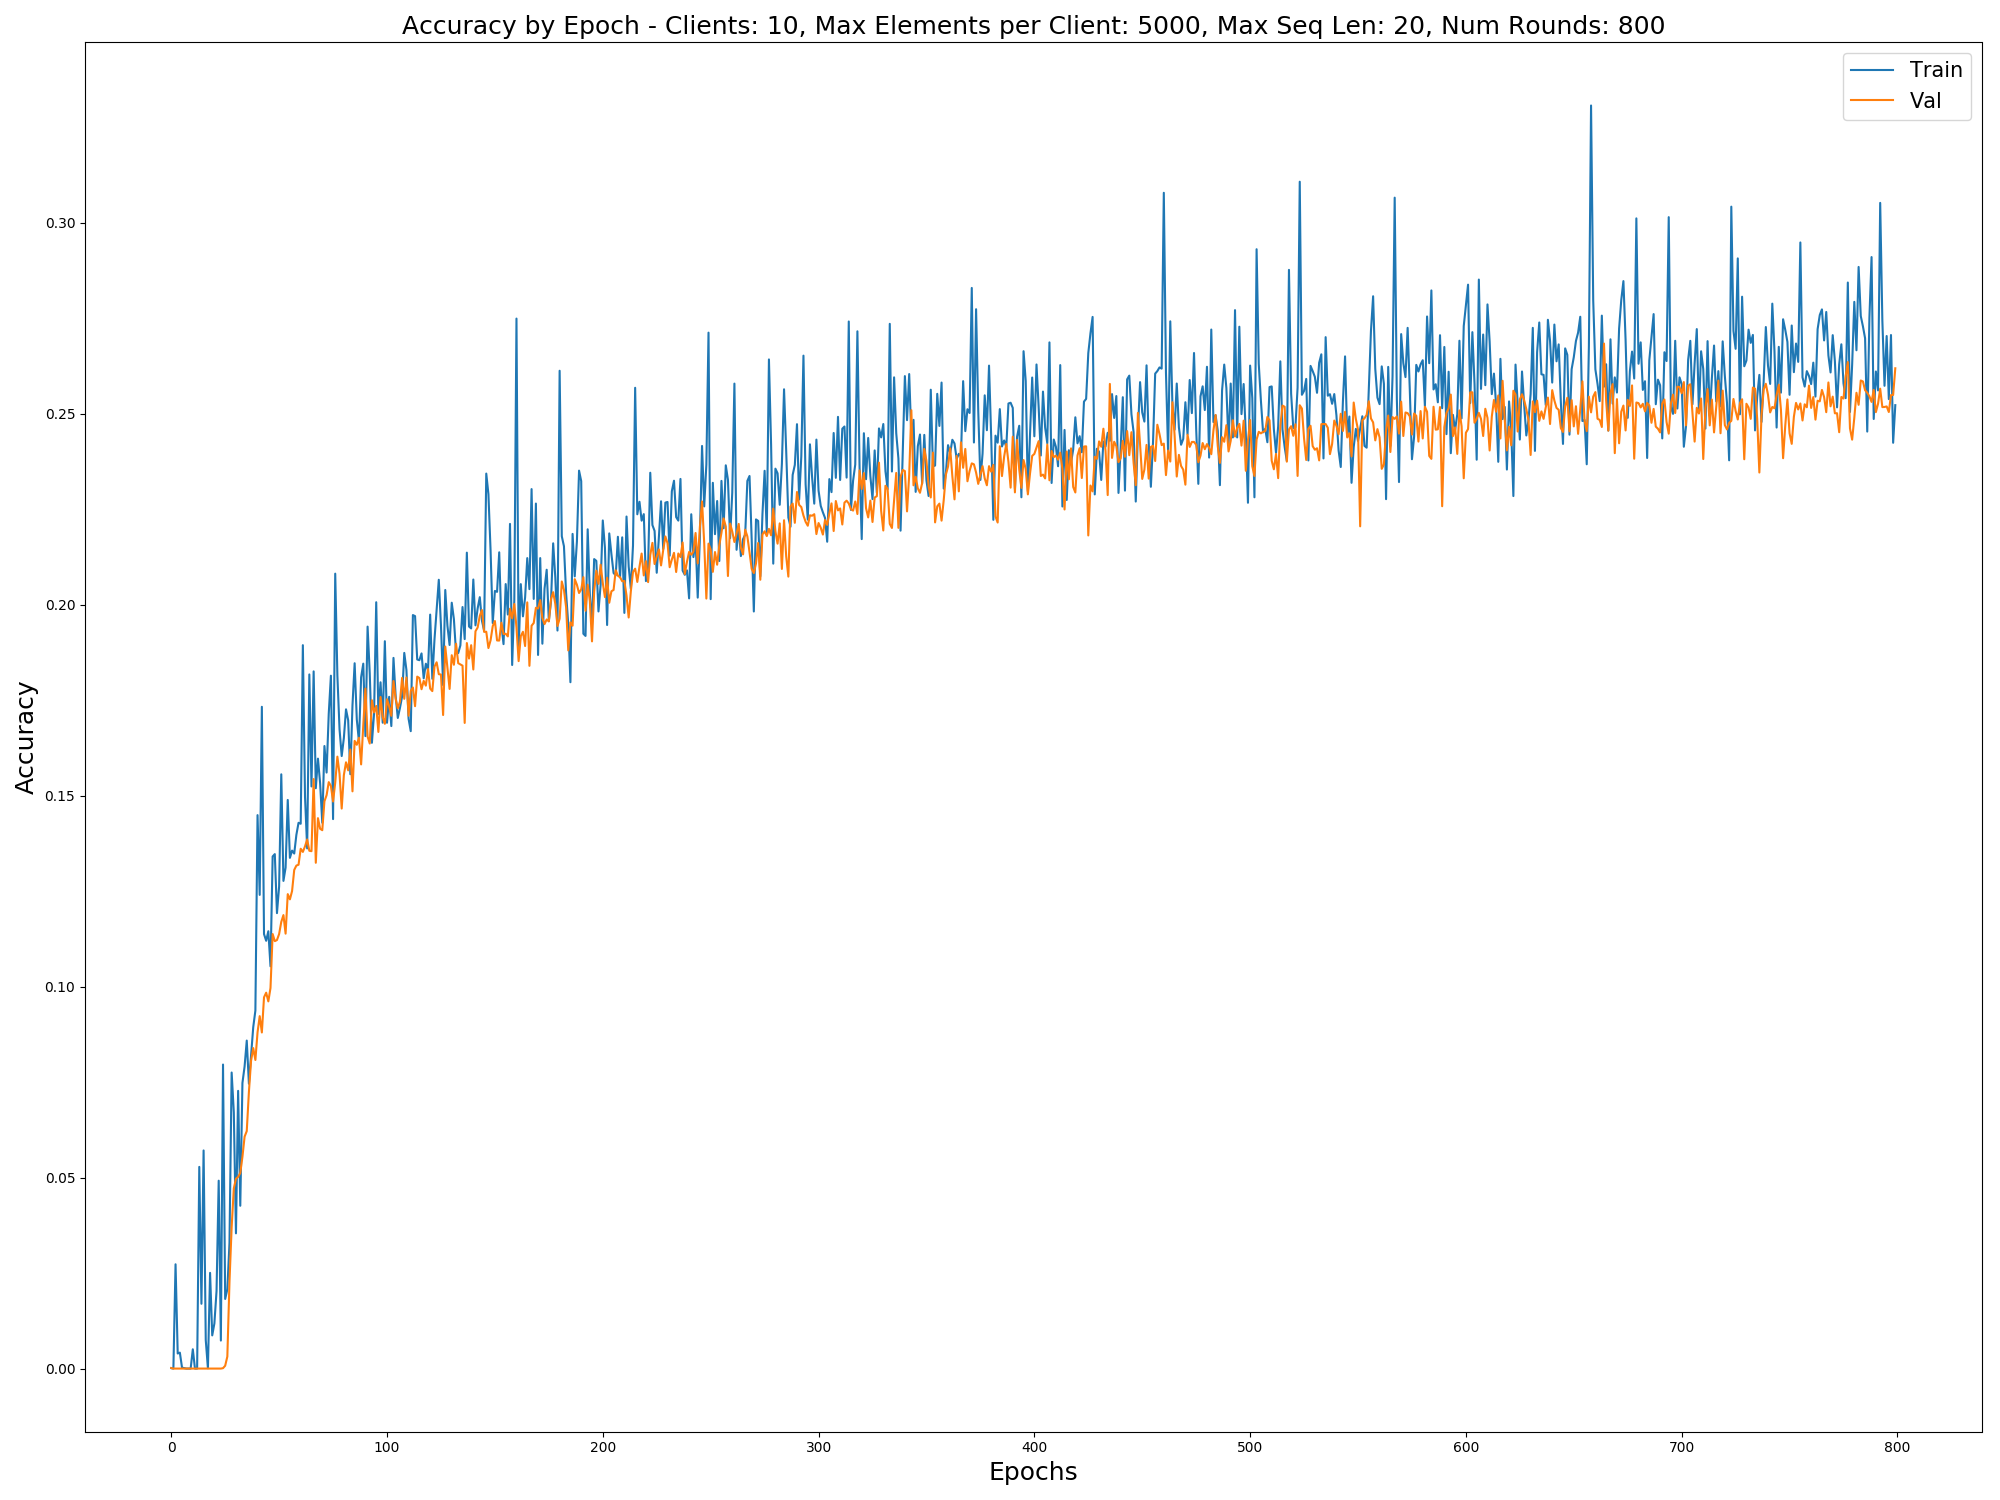 Accuracy by Epoch - Clients: 10, Max Elements per Client: 5000, Max Seq Len: 20, Num Rounds: 800
Train
Val
Accuracy
0.30
0.25
0.20
0.15
0.10
0.05
0.00
0 100 200 300 400 500 600 700 800
Epochs